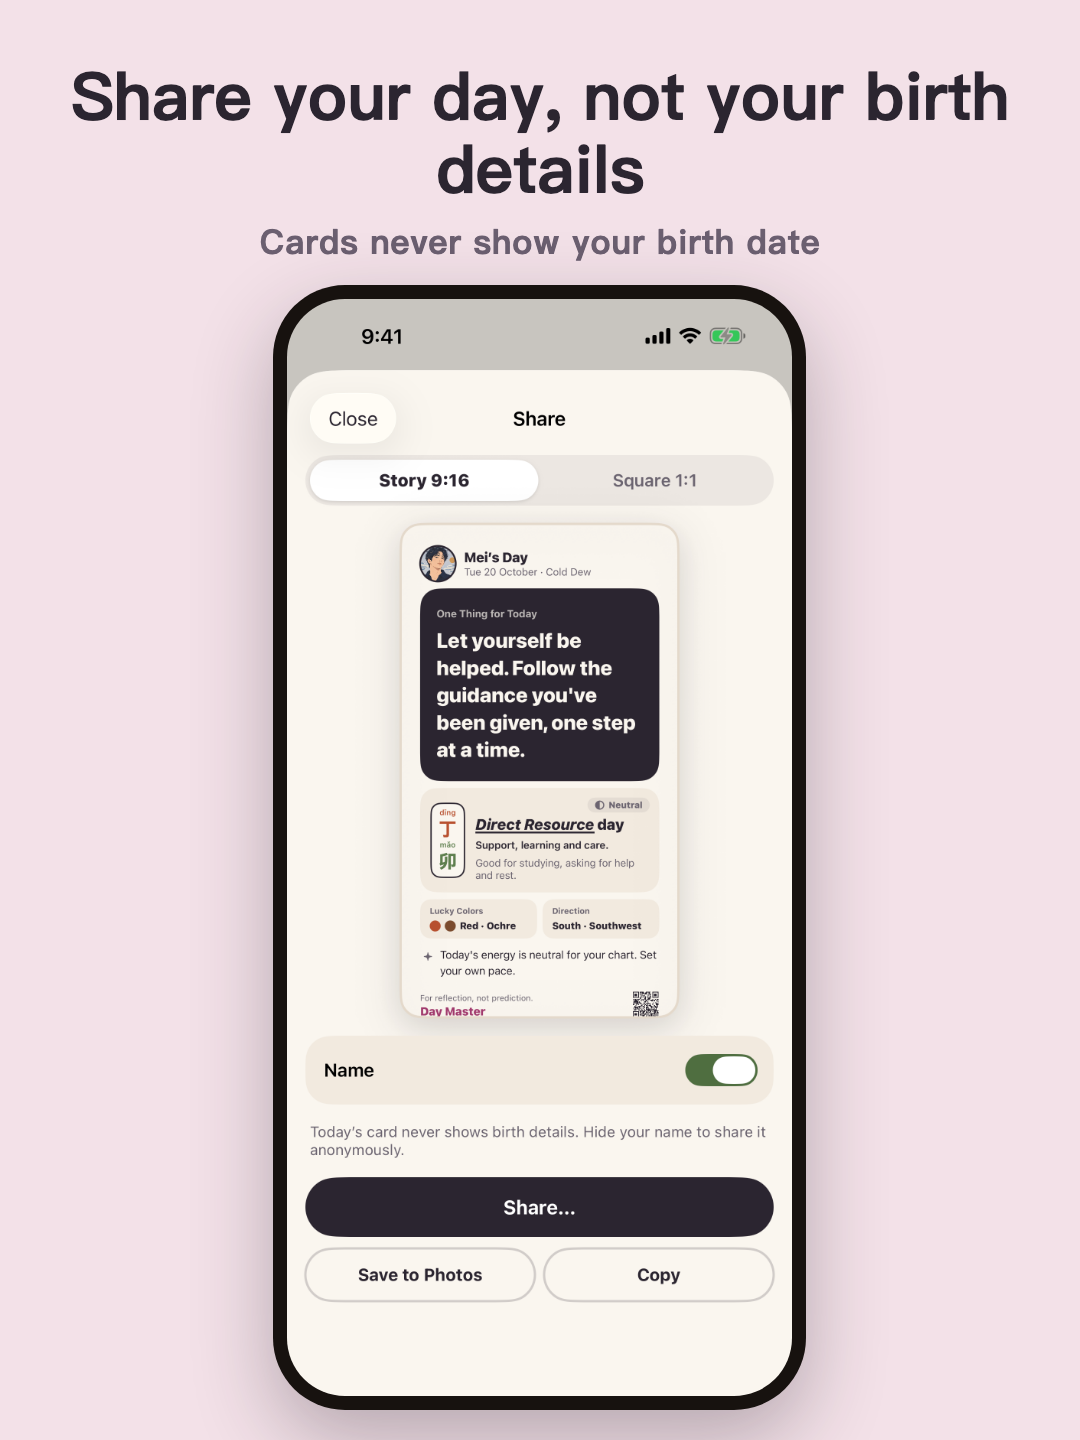 Share your day, not your birth
details
Cards never show your birth date
9:41
Close
Share
Story 9:16
Square 1:1
Mei's Day
Tue 20 October · Cold Dew
One Thing for Today
Let yourself be
helped. Follow the
guidance you've
been given, one step
at a time.
Neutral
dīng
丁
mǎo
卯
Direct Resource day
Support, learning and care.
Good for studying, asking for help
and rest.
Lucky Colors
Red · Ochre
Direction
South · Southwest
Today's energy is neutral for your chart. Set
your own pace.
For reflection, not prediction.
Day Master
Name
Today's card never shows birth details. Hide your name to share it
anonymously.
Share...
Save to Photos
Copy